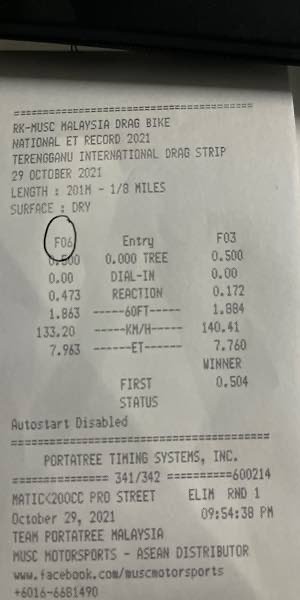 RK-MUSC MALAYSIA DRAG BIKE
NATIONAL ET RECORD 2021
TERENGGANU INTERNATIONAL DRAG STRIP
29 OCTOBER 2021
LENGTH : 201M - 1/8 MILES
SURFACE : DRY
F06 Entry F03
0.500 0.000 TREE 0.500
0.00 DIAL-IN 0.00
0.473 REACTION 0.172
1.863 -----60FT----- 1.884
133.20 -----KM/H----- 140.41
7.963 ------ET------ 7.760
WINNER
FIRST 0.504
STATUS
Autostart Disabled
PORTATREE TIMING SYSTEMS, INC.
============== 341/342 ==========600214
MATIC<200CC PRO STREET ELIM RND 1
October 29, 2021 09:54:38 PM
TEAM PORTATREE MALAYSIA
MUSC MOTORSPORTS - ASEAN DISTRIBUTOR
www.facebook.com/muscmotorsports
+6016-6681490